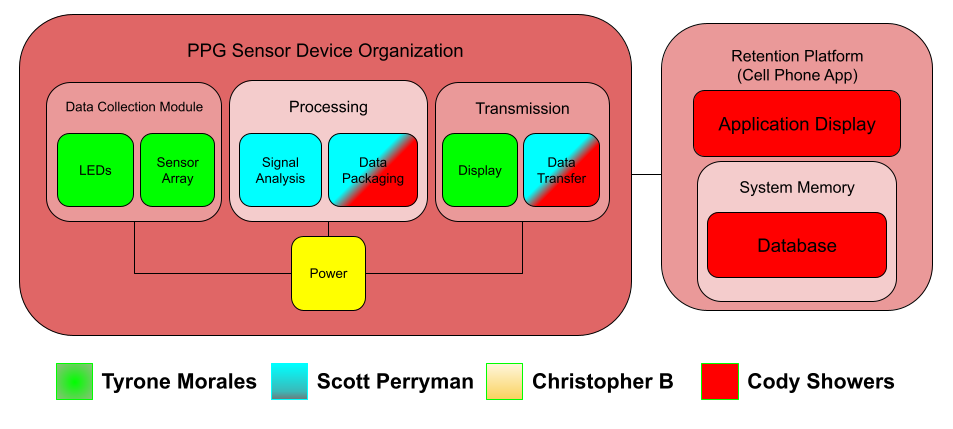 PPG Sensor Device Organization
Data Collection Module
LEDs
Sensor
Array
Processing
Signal
Analysis
Data
Packaging
Transmission
Display
Data
Transfer
Power
Retention Platform
(Cell Phone App)
Application Display
System Memory
Database
Tyrone Morales
Scott Perryman
Christopher B
Cody Showers